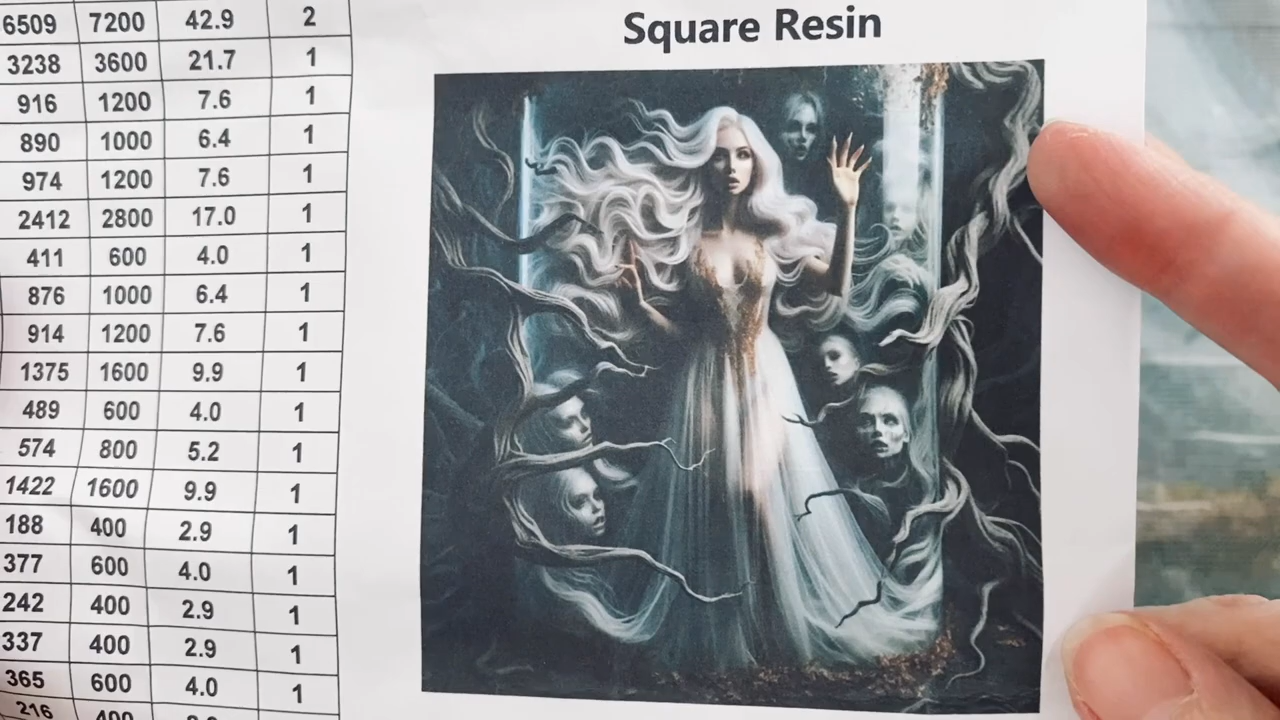 Square Resin
6509 7200 42.9 2
3238 3600 21.7 1
916 1200 7.6 1
890 1000 6.4 1
974 1200 7.6 1
2412 2800 17.0 1
411 600 4.0 1
876 1000 6.4 1
914 1200 7.6 1
1375 1600 9.9 1
489 600 4.0 1
574 800 5.2 1
1422 1600 9.9 1
188 400 2.9 1
377 600 4.0 1
242 400 2.9 1
337 400 2.9 1
365 600 4.0 1
216 400